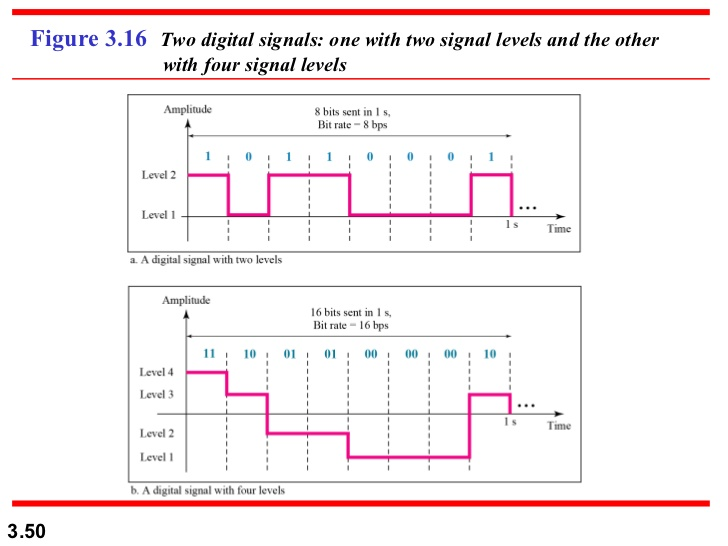 Figure 3.16 Two digital signals: one with two signal levels and the other
with four signal levels
Amplitude
8 bits sent in 1 s,
Bit rate = 8 bps
1 0 1 1 0 0 0 1
Level 2
...
Level 1
1 s
Time
a. A digital signal with two levels
Amplitude
16 bits sent in 1 s,
Bit rate = 16 bps
11 10 01 01 00 00 00 10
Level 4
Level 3
...
1 s
Time
Level 2
Level 1
b. A digital signal with four levels
3.50